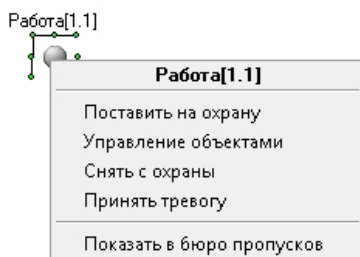 Работа[1.1]
Работа[1.1]
Поставить на охрану
Управление объектами
Снять с охраны
Принять тревогу
Показать в бюро пропусков